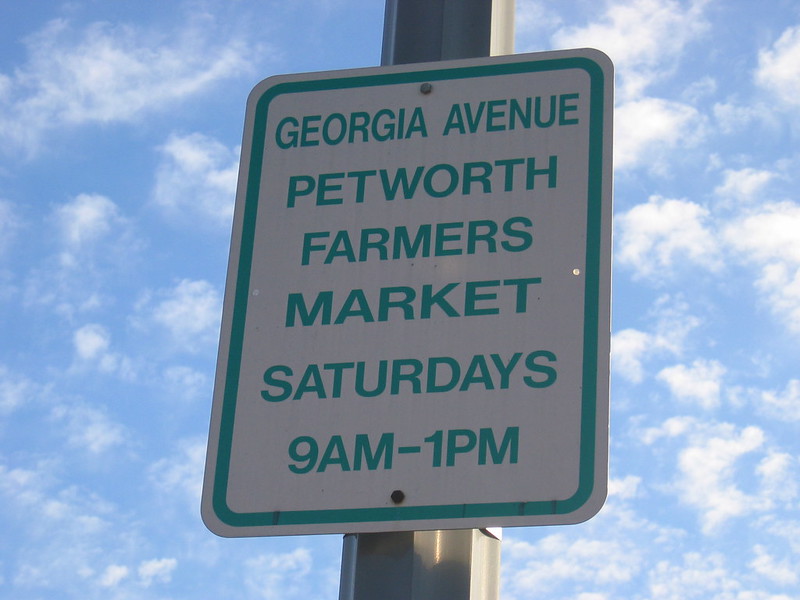 GEORGIA AVENUE
PETWORTH
FARMERS
MARKET
SATURDAYS
9AM-1PM